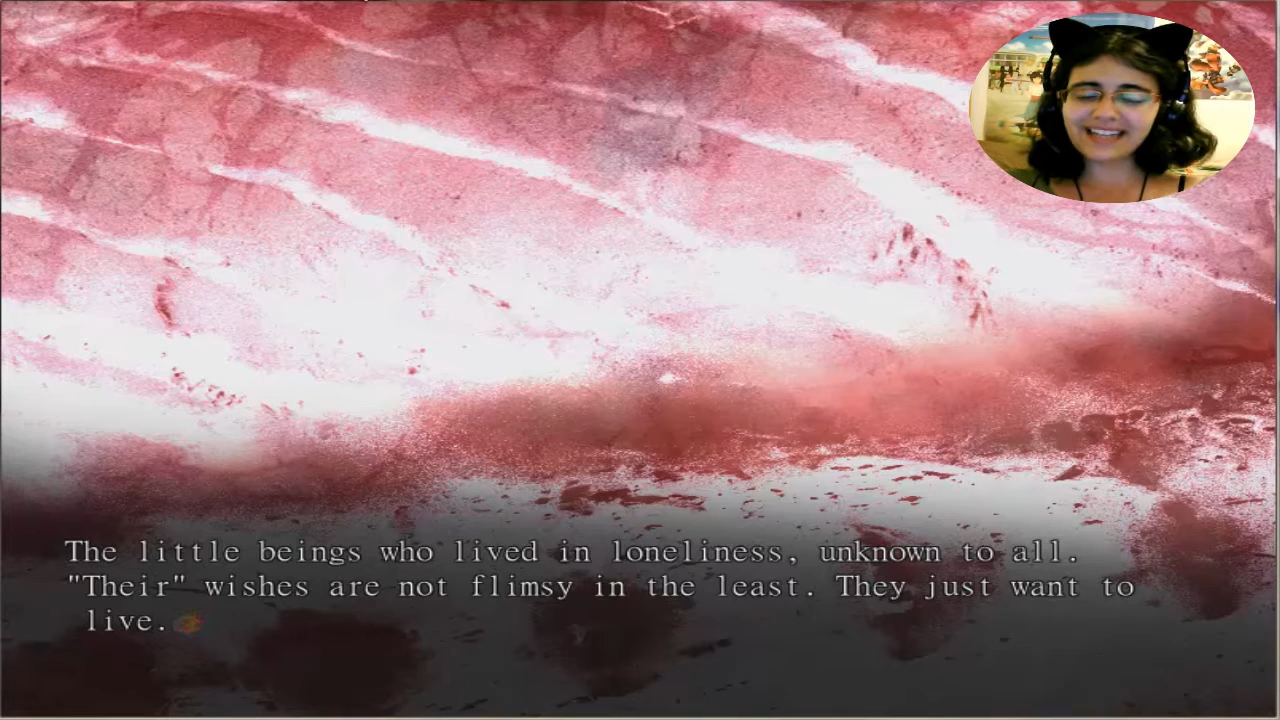 The little beings who lived in loneliness, unknown to all.
"Their" wishes are not flimsy in the least. They just want to
live.